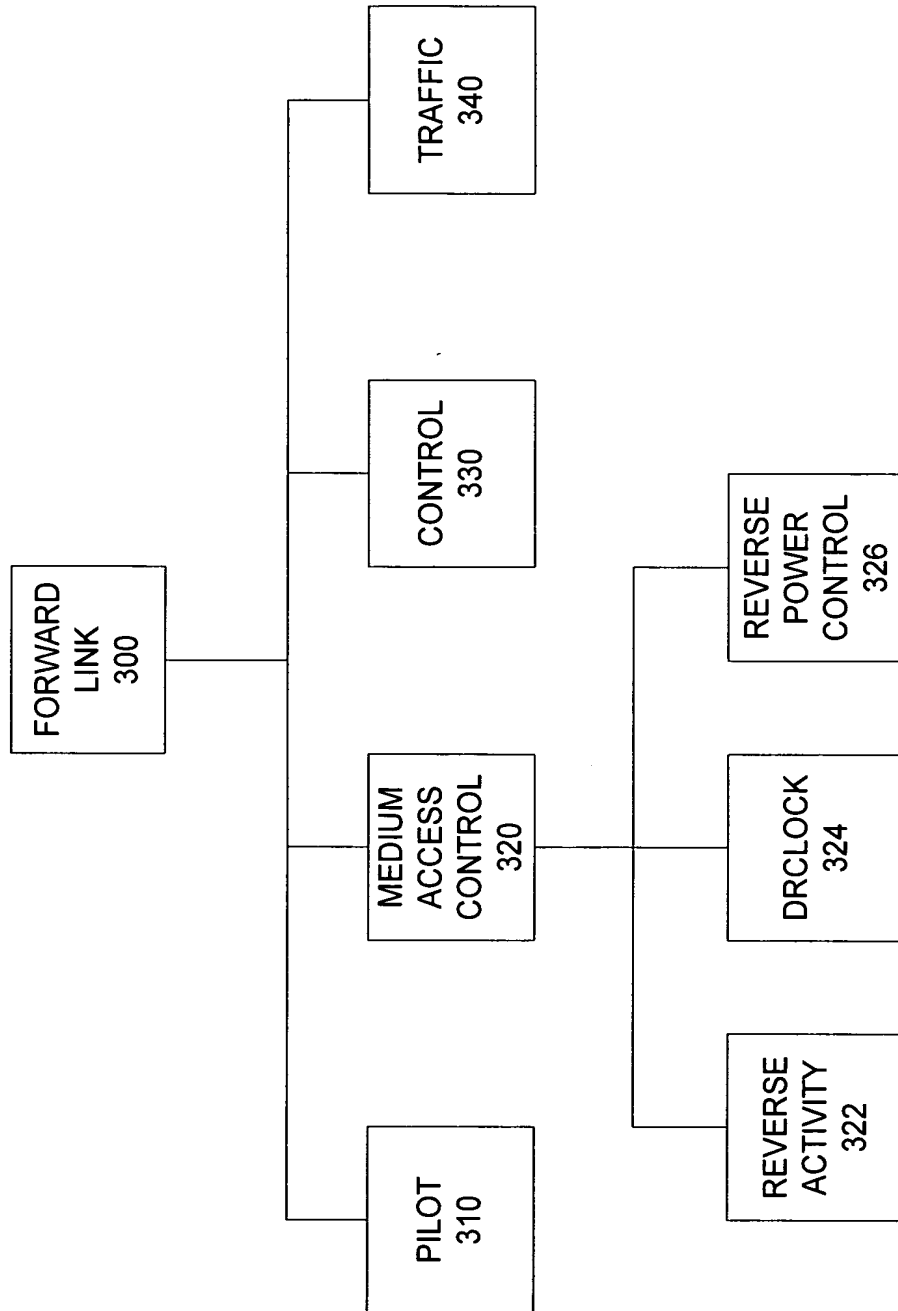 FORWARD
LINK
300
PILOT
310
MEDIUM
ACCESS
CONTROL
320
CONTROL
330
TRAFFIC
340
REVERSE
ACTIVITY
322
DRCLOCK
324
REVERSE
POWER
CONTROL
326